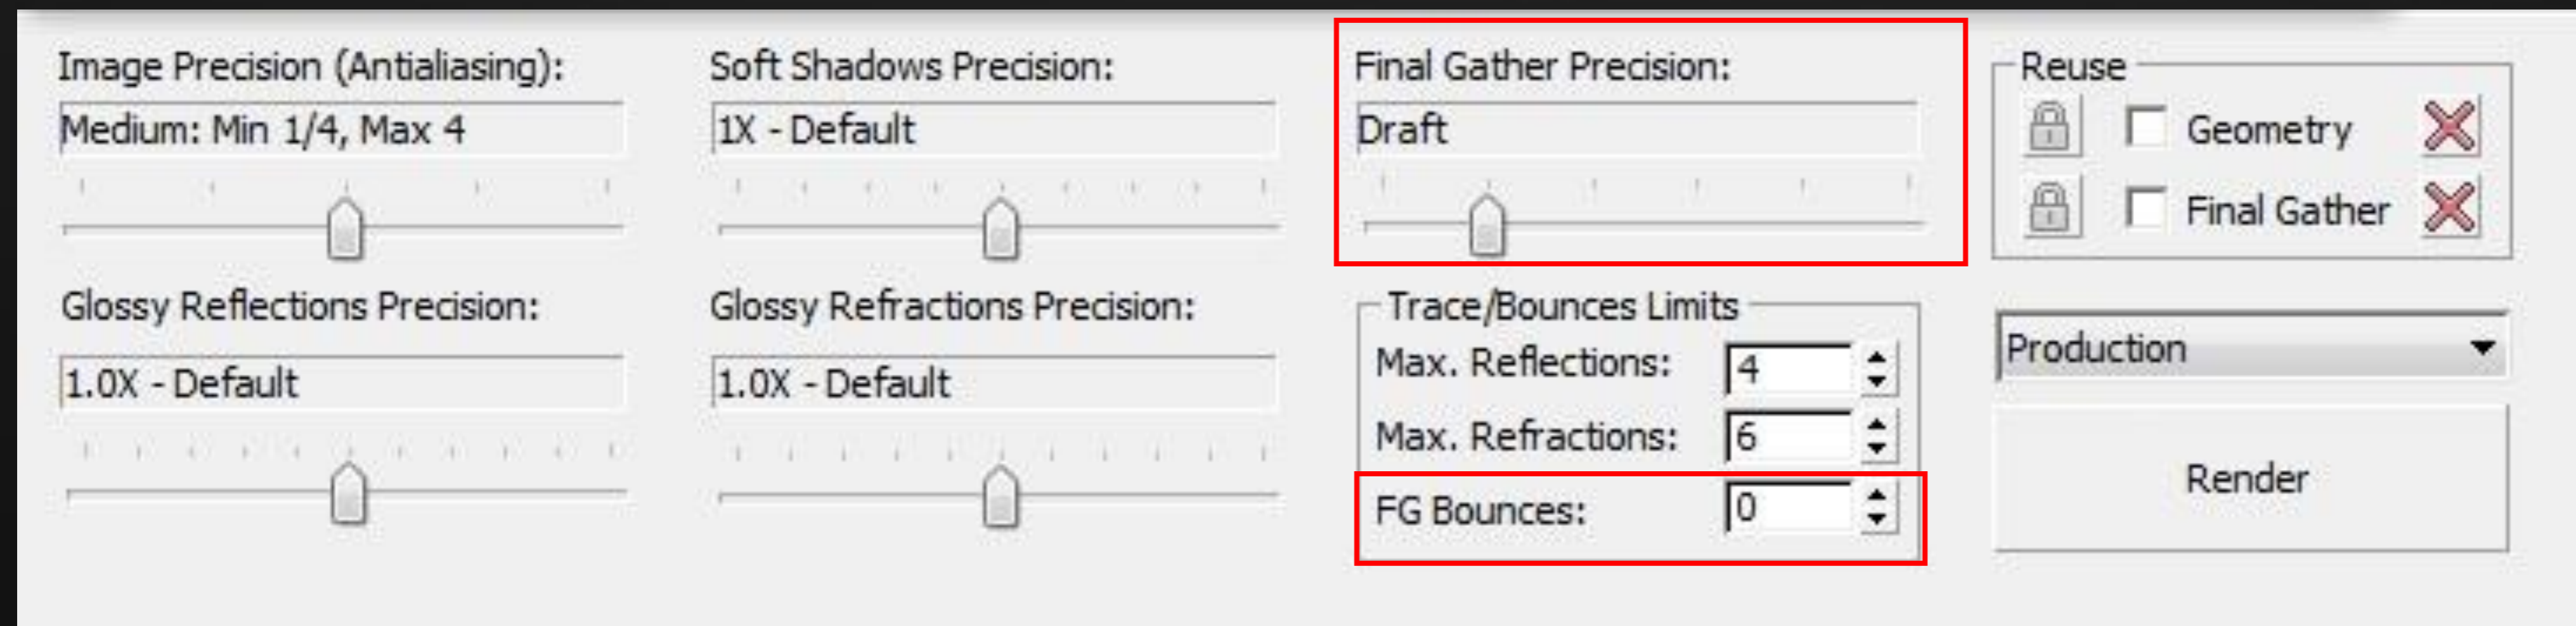 Image Precision (Antialiasing):
Medium: Min 1/4, Max 4
Soft Shadows Precision:
1X - Default
Final Gather Precision:
Draft
Reuse
Geometry
Final Gather
Glossy Reflections Precision:
1.0X - Default
Glossy Refractions Precision:
1.0X - Default
Trace/Bounces Limits
Max. Reflections: 4
Max. Refractions: 6
FG Bounces: 0
Production
Render